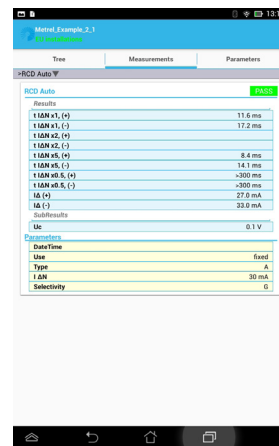 13:1
Metrel_Example_2_1
Tree Measurements Parameters
>RCD Auto▼
RCD Auto PASS
Results
t IΔN x1, (+) 11.6 ms
t IΔN x1, (-) 17.2 ms
t IΔN x2, (+)
t IΔN x2, (-)
t IΔN x5, (+) 8.4 ms
t IΔN x5, (-) 14.1 ms
t IΔN x0.5, (+) >300 ms
t IΔN x0.5, (-) >300 ms
IΔ (+) 27.0 mA
IΔ (-) 33.0 mA
SubResults
Uc 0.1 V
Parameters
DateTime
Use fixed
Type A
I ΔN 30 mA
Selectivity G